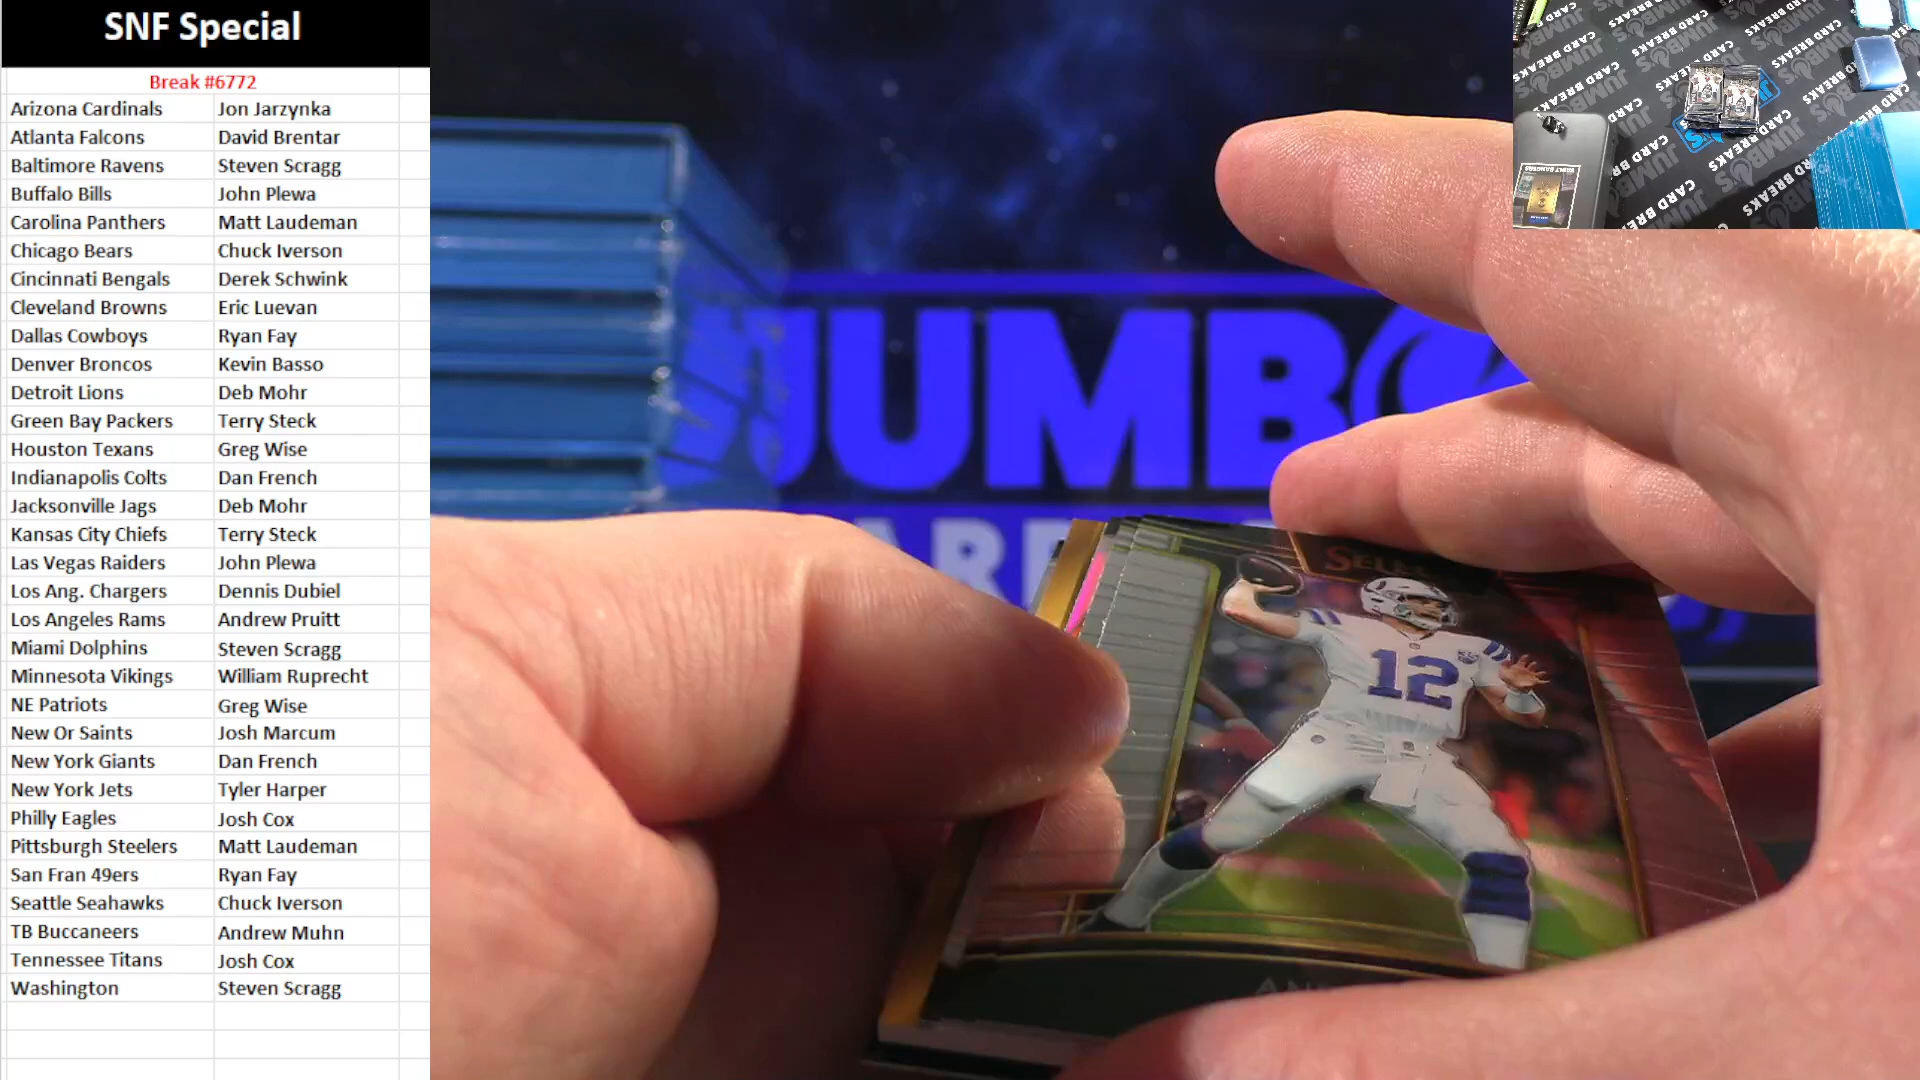 SNF Special
Break #6772
Arizona Cardinals Jon Jarzynka
Atlanta Falcons David Brentar
Baltimore Ravens Steven Scragg
Buffalo Bills John Plewa
Carolina Panthers Matt Laudeman
Chicago Bears Chuck Iverson
Cincinnati Bengals Derek Schwink
Cleveland Browns Eric Luevan
Dallas Cowboys Ryan Fay
Denver Broncos Kevin Basso
Detroit Lions Deb Mohr
Green Bay Packers Terry Steck
Houston Texans Greg Wise
Indianapolis Colts Dan French
Jacksonville Jags Deb Mohr
Kansas City Chiefs Terry Steck
Las Vegas Raiders John Plewa
Los Ang. Chargers Dennis Dubiel
Los Angeles Rams Andrew Pruitt
Miami Dolphins Steven Scragg
Minnesota Vikings William Ruprecht
NE Patriots Greg Wise
New Or Saints Josh Marcum
New York Giants Dan French
New York Jets Tyler Harper
Philly Eagles Josh Cox
Pittsburgh Steelers Matt Laudeman
San Fran 49ers Ryan Fay
Seattle Seahawks Chuck Iverson
TB Buccaneers Andrew Muhn
Tennessee Titans Josh Cox
Washington Steven Scragg
JUMB
12
JUMBO'S
CARD BREAKS